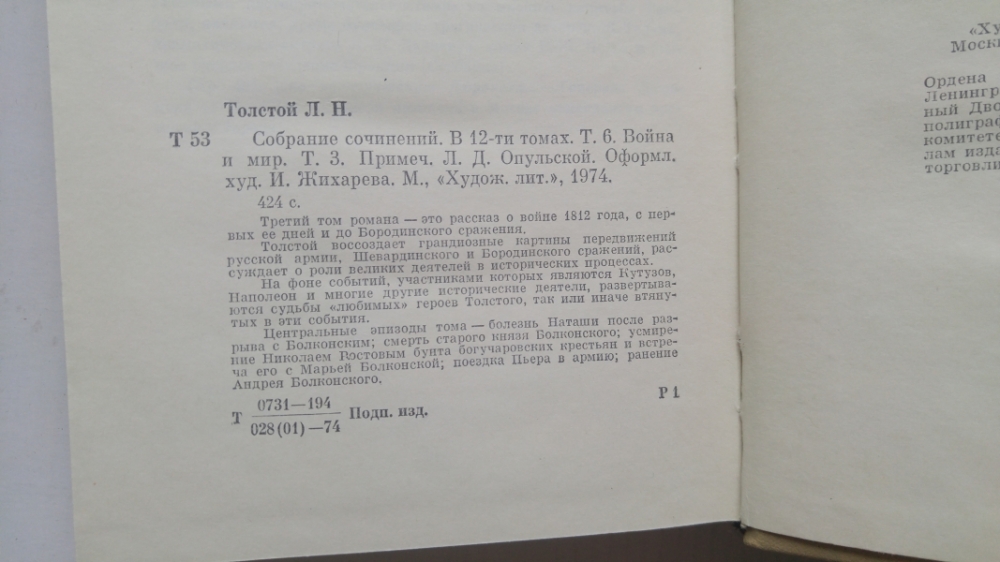 Толстой Л. Н.
Т 53 Собрание сочинений. В 12-ти томах. Т. 6. Война
и мир. Т. 3. Примеч. Л. Д. Опульской. Оформл.
худ. И. Жихарева. М., «Худож. лит.», 1974.
424 с.
Третий том романа — это рассказ о войне 1812 года, с пер-
вых ее дней и до Бородинского сражения.
Толстой воссоздает грандиозные картины передвижений
русской армии, Шевардинского и Бородинского сражений, рас-
суждает о роли великих деятелей в исторических процессах.
На фоне событий, участниками которых являются Кутузов,
Наполеон и многие другие исторические деятели, развертыва-
ются судьбы «любимых» героев Толстого, так или иначе втяну-
тых в эти события.
Центральные эпизоды тома — болезнь Наташи после раз-
рыва с Болконским; смерть старого князя Болконского; усмире-
ние Николаем Ростовым бунта богучаровских крестьян и встре-
ча его с Марьей Болконской; поездка Пьера в армию; ранение
Андрея Болконского.
Т 0731—194
028(01)—74 Подп. изд.
Р 1
«Ху
Моск
Ордена
Ленингр
ный Дво
полиграф
комитете
лам изда
торговли